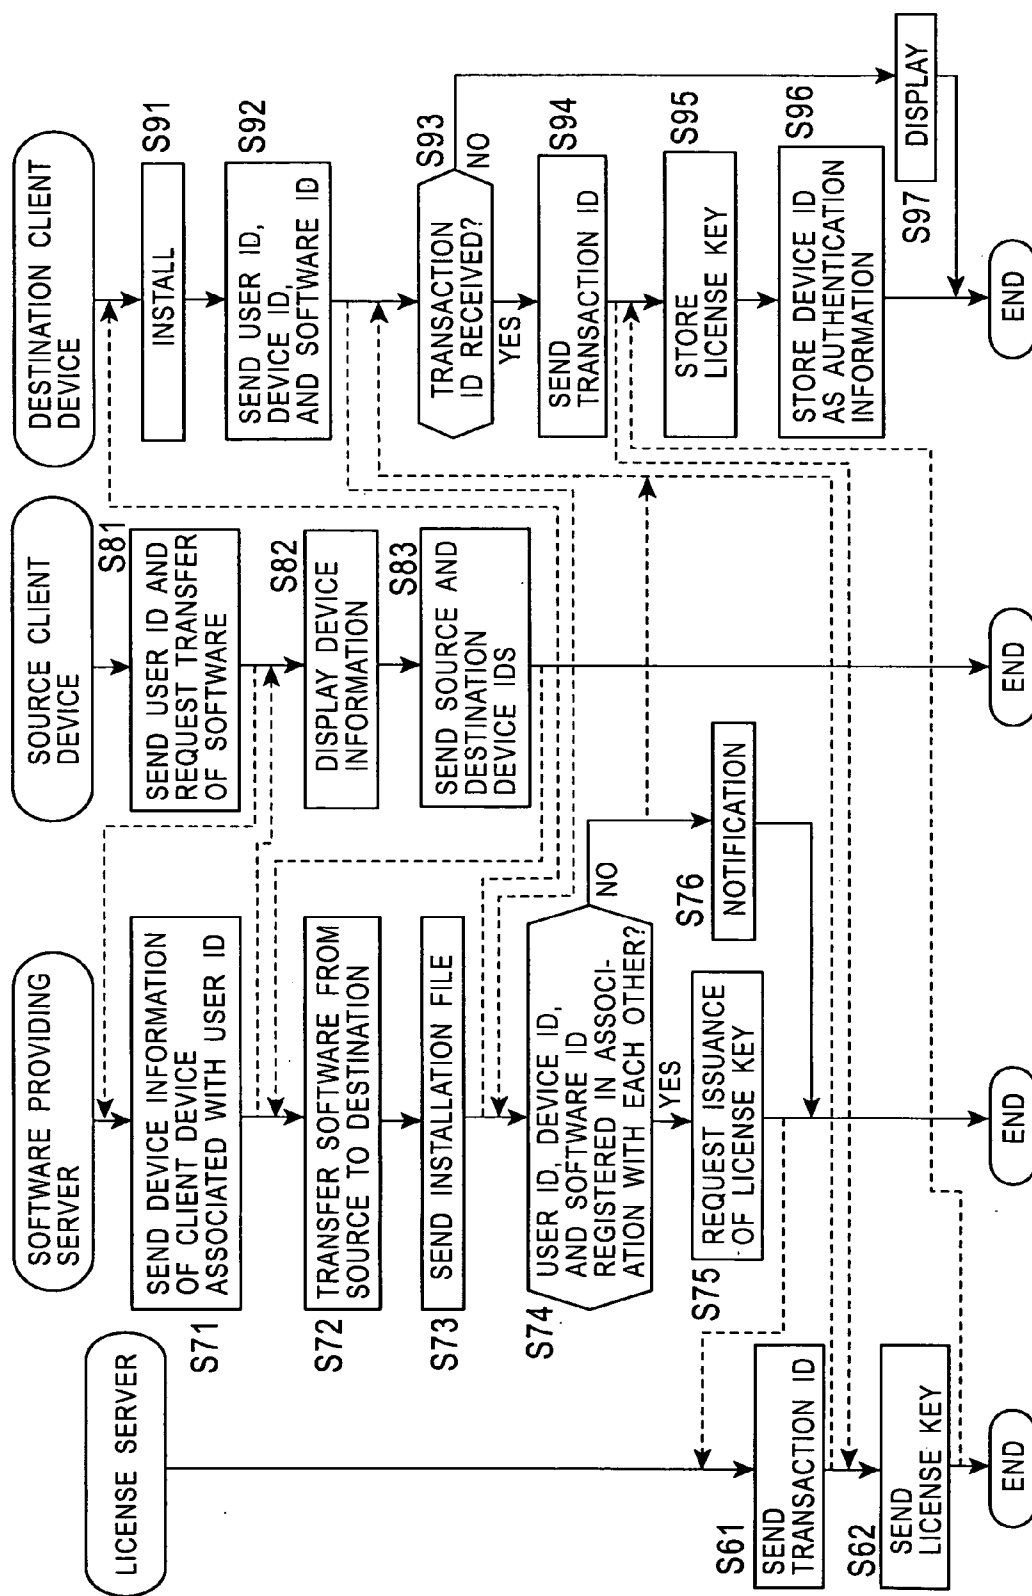 LICENSE SERVER
S61
SEND
TRANSACTION ID
S62
SEND
LICENSE KEY
END
SOFTWARE PROVIDING
SERVER
S71
SEND DEVICE INFORMATION
OF CLIENT DEVICE
ASSOCIATED WITH USER ID
S72
TRANSFER SOFTWARE FROM
SOURCE TO DESTINATION
S73
SEND INSTALLATION FILE
S74
USER ID, DEVICE ID,
AND SOFTWARE ID
REGISTERED IN ASSOCI-
ATION WITH EACH OTHER?
NO
YES
S75
REQUEST ISSUANCE
OF LICENSE KEY
S76
NOTIFICATION
END
SOURCE CLIENT
DEVICE
S81
SEND USER ID AND
REQUEST TRANSFER
OF SOFTWARE
S82
DISPLAY DEVICE
INFORMATION
S83
SEND SOURCE AND
DESTINATION
DEVICE IDS
END
DESTINATION CLIENT
DEVICE
S91
INSTALL
S92
SEND USER ID,
DEVICE ID,
AND SOFTWARE ID
S93
TRANSACTION
ID RECEIVED?
NO
YES
S94
SEND
TRANSACTION ID
S95
STORE
LICENSE KEY
S96
STORE DEVICE ID
AS AUTHENTICATION
INFORMATION
S97
DISPLAY
END